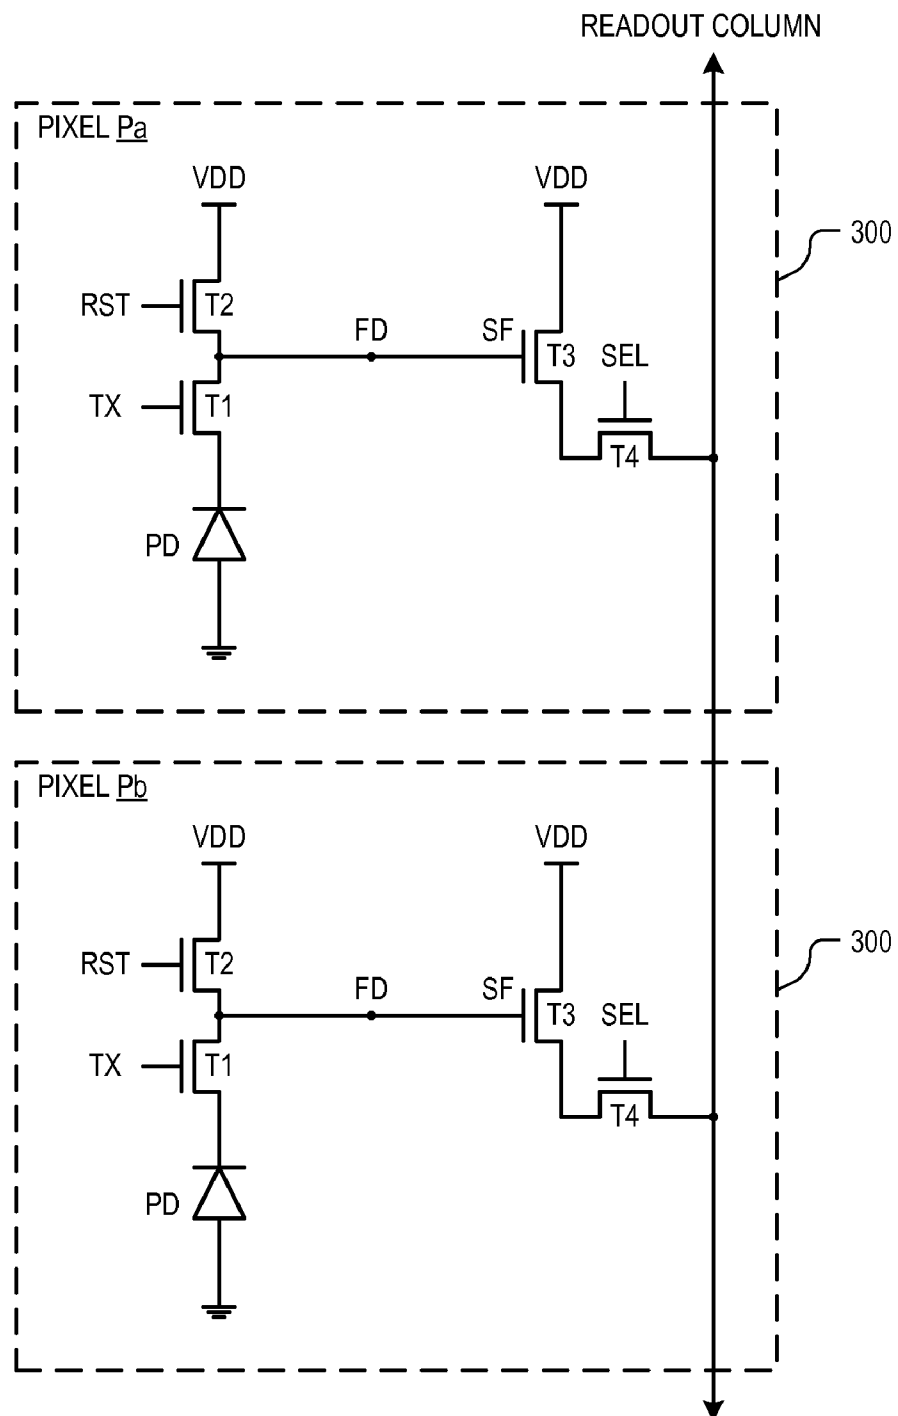 READOUT COLUMN
PIXEL Pa
VDD
VDD
300
RST
T2
FD
SF
T3
SEL
TX
T1
T4
PD
PIXEL Pb
VDD
VDD
300
RST
T2
FD
SF
T3
SEL
TX
T1
T4
PD